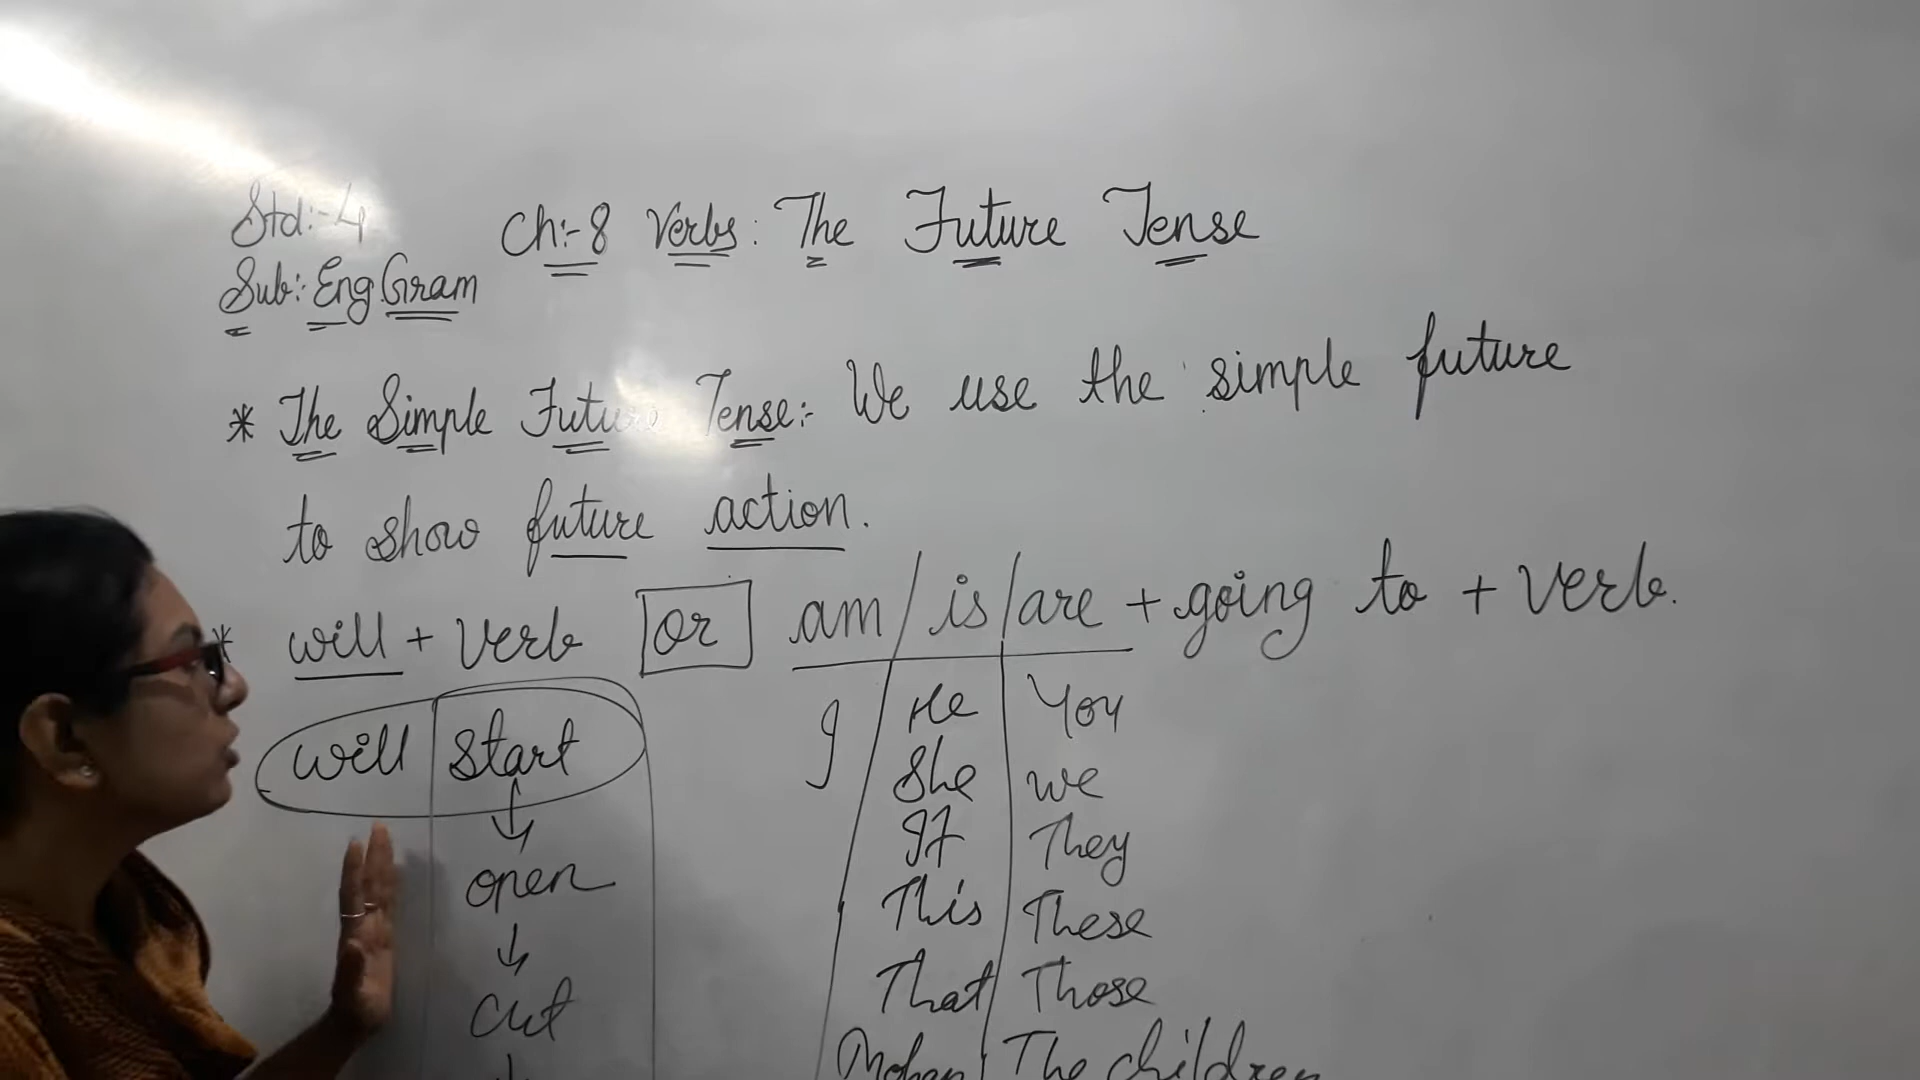 Std:- 4
Ch:-8 Verbs: The Future Tense
Sub: Eng Gram
* The Simple Future Tense:- We use the simple future
to show future action.
* will + Verb or am / is / are + going to + Verb.
will start I He You
She we
It They
open This These
That Those
cut Mohan The children